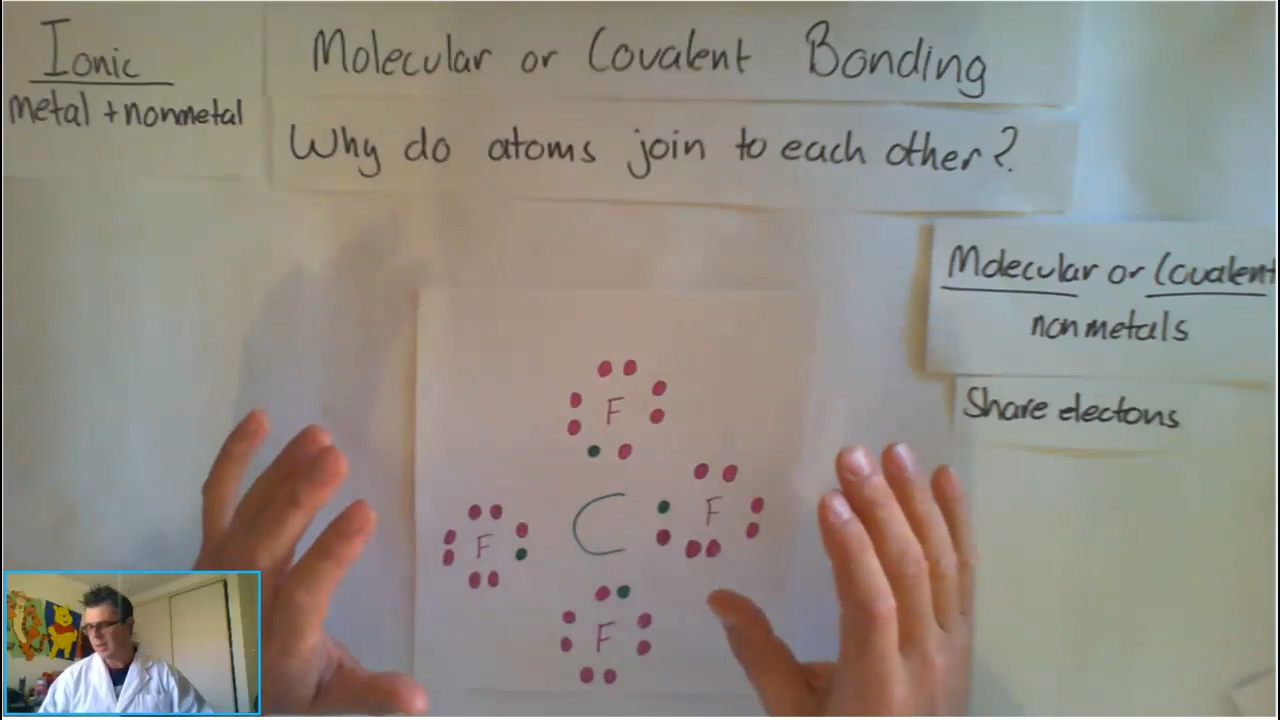 Ionic
metal + nonmetal
Molecular or Covalent Bonding
Why do atoms join to each other?
Molecular or Covalent
nonmetals
Share electons
F
F
C
F
F